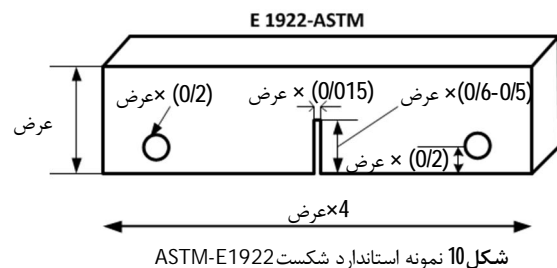 E 1922-ASTM
عرض× (0/2)
عرض × (0/015)
عرض ×(0/6-0/5)
عرض
عرض × (0/2)
عرض×4
شکل10 نمونه استاندارد شکست ASTM-E1922